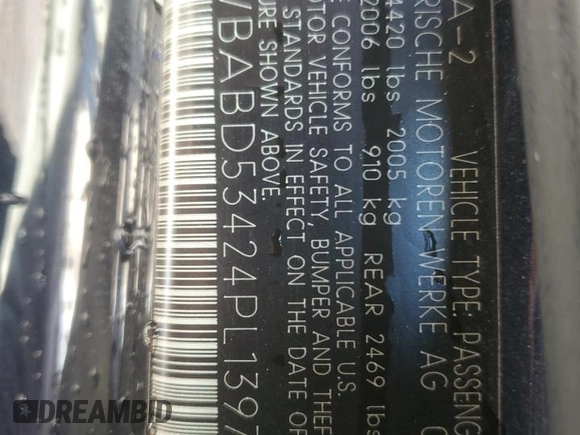 A-2 VEHICLE TYPE: PASSENG
RISCHE MOTOREN-WERKE AG
4420 lbs 2005 kg
2006 lbs 910 kg REAR 2469 lbs
CONFORMS TO ALL APPLICABLE U.S.
TOR VEHICLE SAFETY, BUMPER AND THEF
STANDARDS IN EFFECT ON THE DATE OF
URE SHOWN ABOVE.
WBABD53424PL1397
DREAMBID